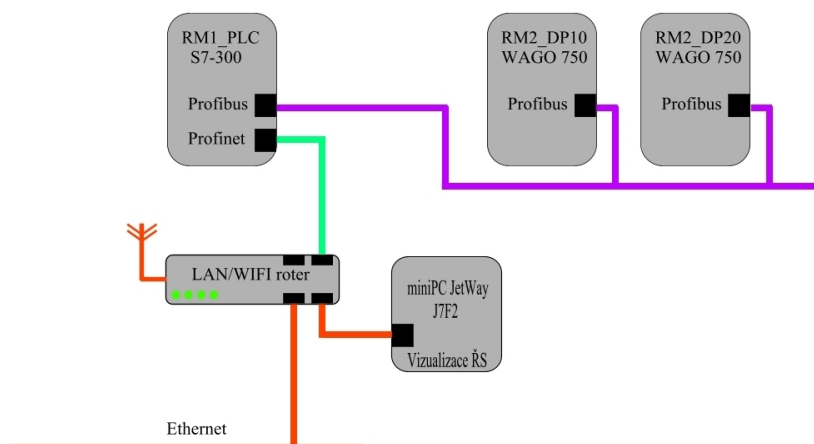 RM1_PLC
S7-300
Profibus
Profinet
RM2_DP10
WAGO 750
Profibus
RM2_DP20
WAGO 750
Profibus
LAN/WIFI roter
miniPC JetWay
J7F2
Vizualizace ŘS
Ethernet